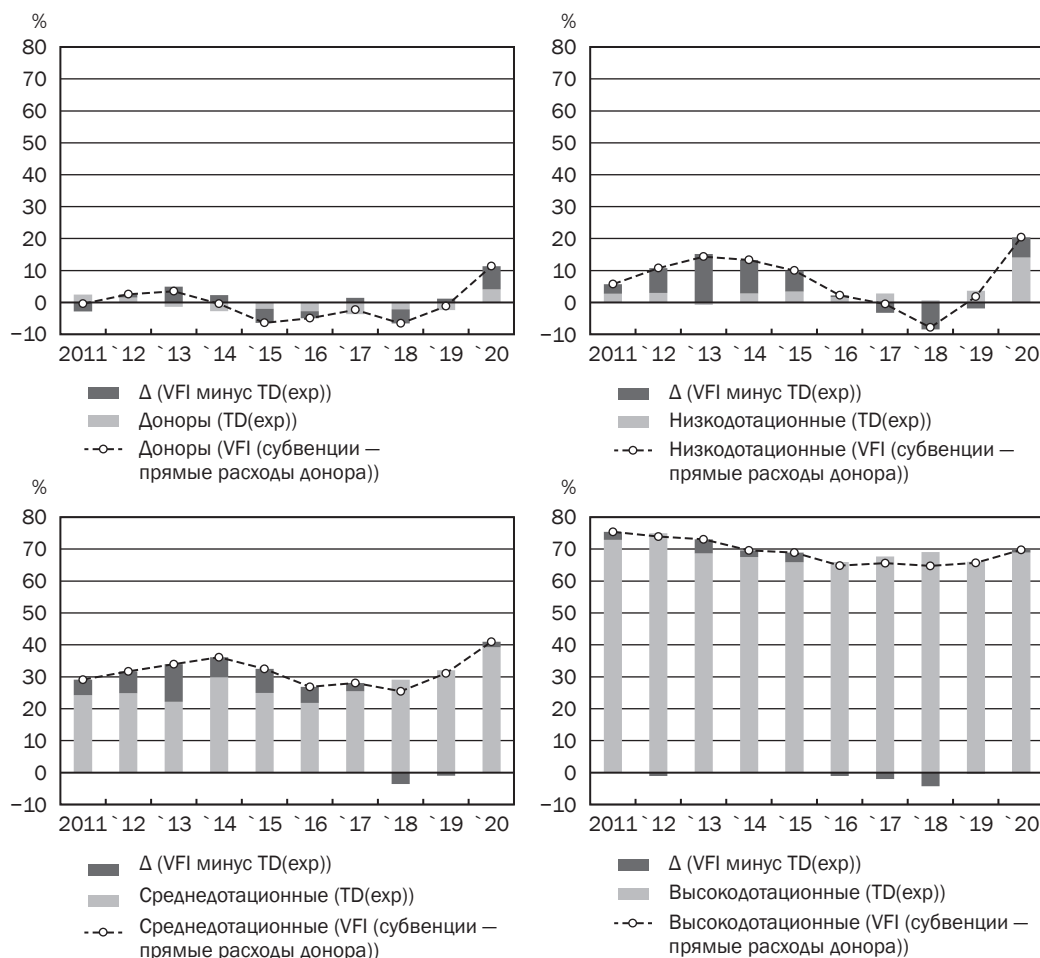 %
80
70
60
50
40
30
20
10
0
−10
2011 `12 `13 `14 `15 `16 `17 `18 `19 `20
Δ (VFI минус TD(exp))
Доноры (TD(exp))
Доноры (VFI (субвенции —
прямые расходы донора))
%
80
70
60
50
40
30
20
10
0
−10
2011 `12 `13 `14 `15 `16 `17 `18 `19 `20
Δ (VFI минус TD(exp))
Низкодотационные (TD(exp))
Низкодотационные (VFI (субвенции —
прямые расходы донора))
%
80
70
60
50
40
30
20
10
0
−10
2011 `12 `13 `14 `15 `16 `17 `18 `19 `20
Δ (VFI минус TD(exp))
Среднедотационные (TD(exp))
Среднедотационные (VFI (субвенции —
прямые расходы донора))
%
80
70
60
50
40
30
20
10
0
−10
2011 `12 `13 `14 `15 `16 `17 `18 `19 `20
Δ (VFI минус TD(exp))
Высокодотационные (TD(exp))
Высокодотационные (VFI (субвенции —
прямые расходы донора))